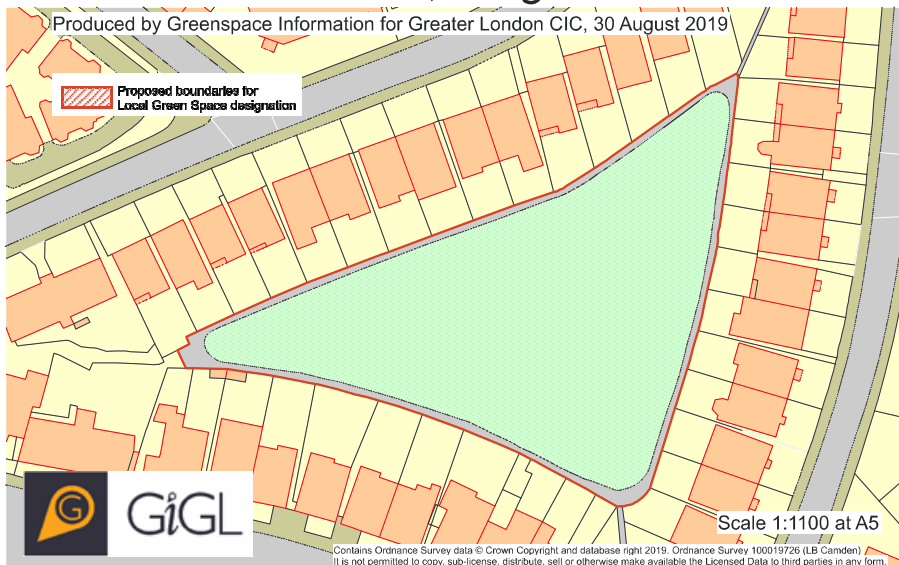 Produced by Greenspace Information for Greater London CIC, 30 August 2019
Proposed boundaries for
Local Green Space designation
GiGL
Scale 1:1100 at A5
Contains Ordnance Survey data © Crown Copyright and database right 2019. Ordnance Survey 100019726 (LB Camden)
It is not permitted to copy, sub-license, distribute, sell or otherwise make available the Licensed Data to third parties in any form.